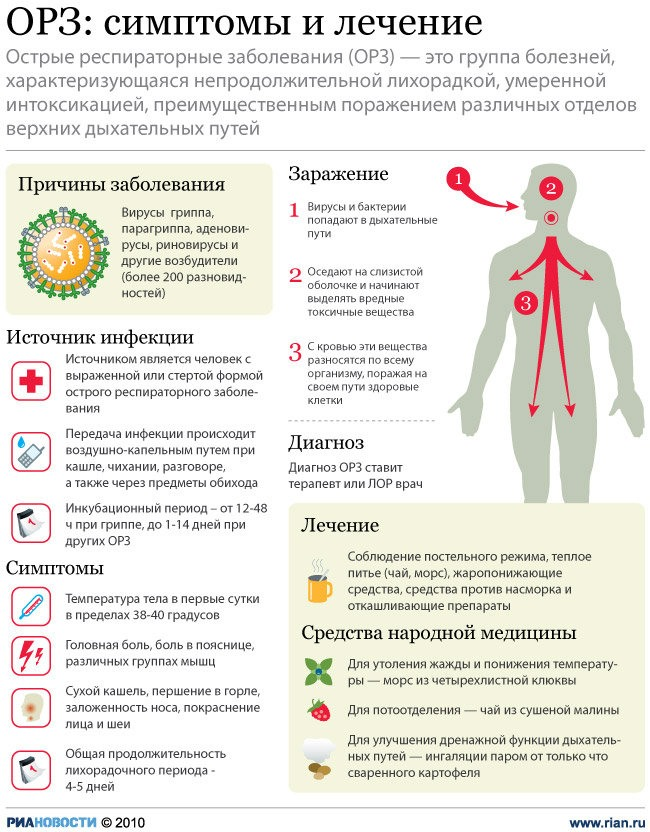 ОРЗ: симптомы и лечение
Острые респираторные заболевания (ОРЗ) — это группа болезней,
характеризующаяся непродолжительной лихорадкой, умеренной
интоксикацией, преимущественным поражением различных отделов
верхних дыхательных путей
Причины заболевания
Вирусы гриппа,
парагриппа, аденови-
русы, риновирусы и
другие возбудители
(более 200 разновид-
ностей)
Источник инфекции
Источником является человек с
выраженной или стертой формой
острого респираторного заболе-
вания
Передача инфекции происходит
воздушно-капельным путем при
кашле, чихании, разговоре,
а также через предметы обихода
Инкубационный период – от 12-48
ч при гриппе, до 1-14 дней при
других ОРЗ
Симптомы
Температура тела в первые сутки
в пределах 38-40 градусов
Головная боль, боль в пояснице,
различных группах мышц
Сухой кашель, першение в горле,
заложенность носа, покраснение
лица и шеи
Общая продолжительность
лихорадочного периода -
4-5 дней
Заражение
1 Вирусы и бактерии
попадают в дыхательные
пути
2 Оседают на слизистой
оболочке и начинают
выделять вредные
токсичные вещества
3 С кровью эти вещества
разносятся по всему
организму, поражая на
своем пути здоровые
клетки
1
2
3
Диагноз
Диагноз ОРЗ ставит
терапевт или ЛОР врач
Лечение
Соблюдение постельного режима, теплое
питье (чай, морс), жаропонижающие
средства, средства против насморка и
откашливающие препараты
Средства народной медицины
Для утоления жажды и понижения температу-
ры — морс из четырехлистной клюквы
Для потоотделения — чай из сушеной малины
Для улучшения дренажной функции дыхатель-
ных путей — ингаляции паром от только что
сваренного картофеля
РИАНОВОСТИ © 2010
www.rian.ru